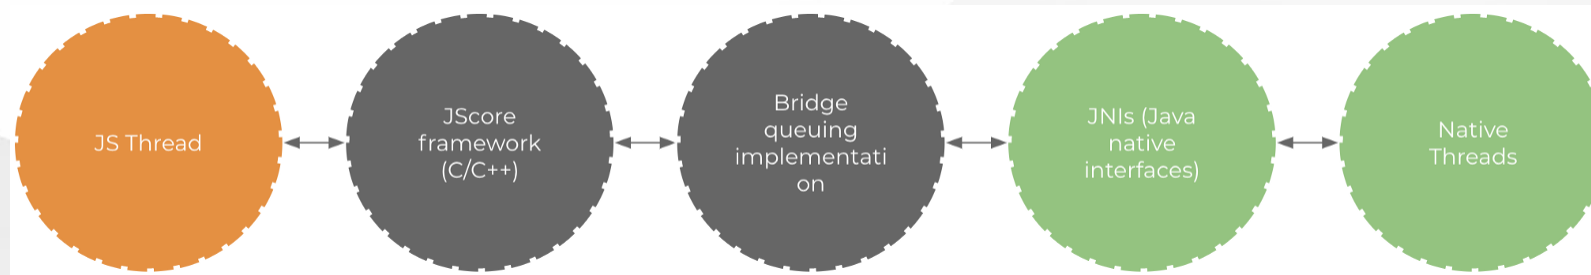 JS Thread
JScore
framework
(C/C++)
Bridge
queuing
implementati
on
JNIs (Java
native
interfaces)
Native
Threads